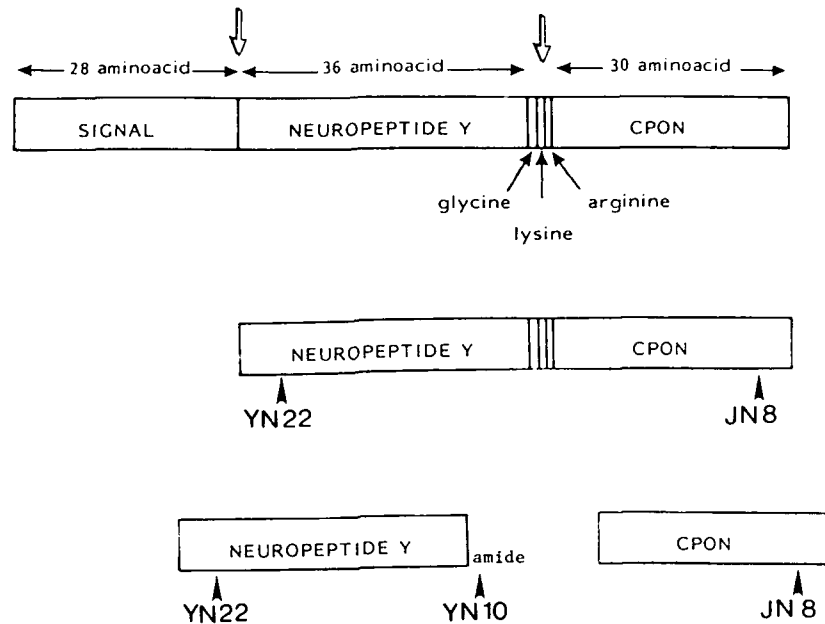 28 aminoacid 36 aminoacid 30 aminoacid
SIGNAL NEUROPEPTIDE Y CPON
glycine arginine
lysine
NEUROPEPTIDE Y CPON
YN22 JN8
NEUROPEPTIDE Y amide CPON
YN22 YN10 JN8